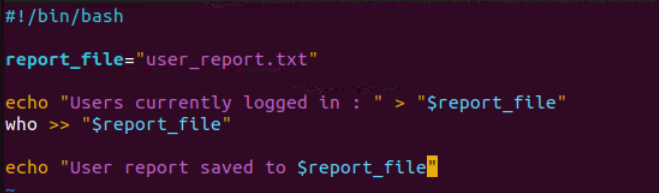 #!/bin/bash
report_file="user_report.txt"
echo "Users currently logged in : " > "$report_file"
who >> "$report_file"
echo "User report saved to $report_file"
~